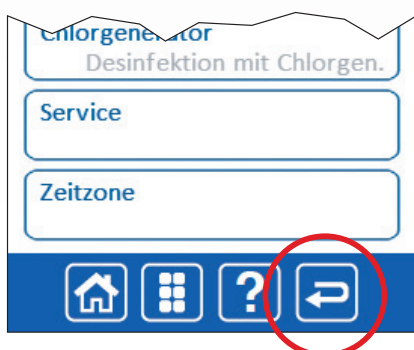 Chlorgenerator
Desinfektion mit Chlorgen.
Service
Zeitzone
?